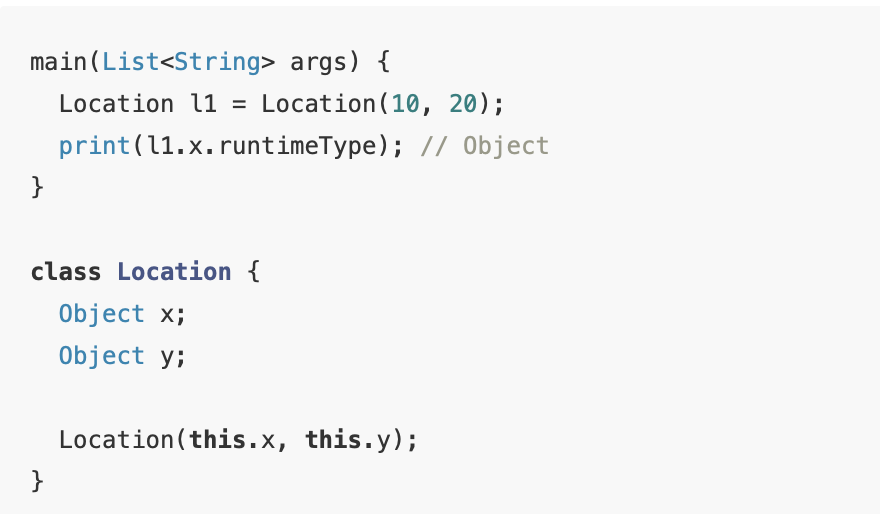 main(List<String> args) {
  Location l1 = Location(10, 20);
  print(l1.x.runtimeType); // Object
}

class Location {
  Object x;
  Object y;

  Location(this.x, this.y);
}